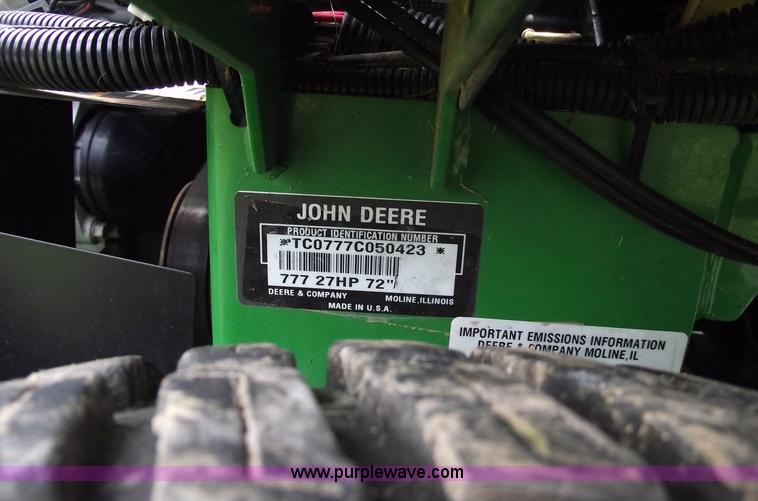 JOHN DEERE
PRODUCT IDENTIFICATION NUMBER
*TC0777C050423 *
777 27HP 72"
DEERE & COMPANY MOLINE, ILLINOIS
MADE IN U.S.A.
IMPORTANT EMISSIONS INFORMATION
DEERE & COMPANY MOLINE,IL
www.purplewave.com